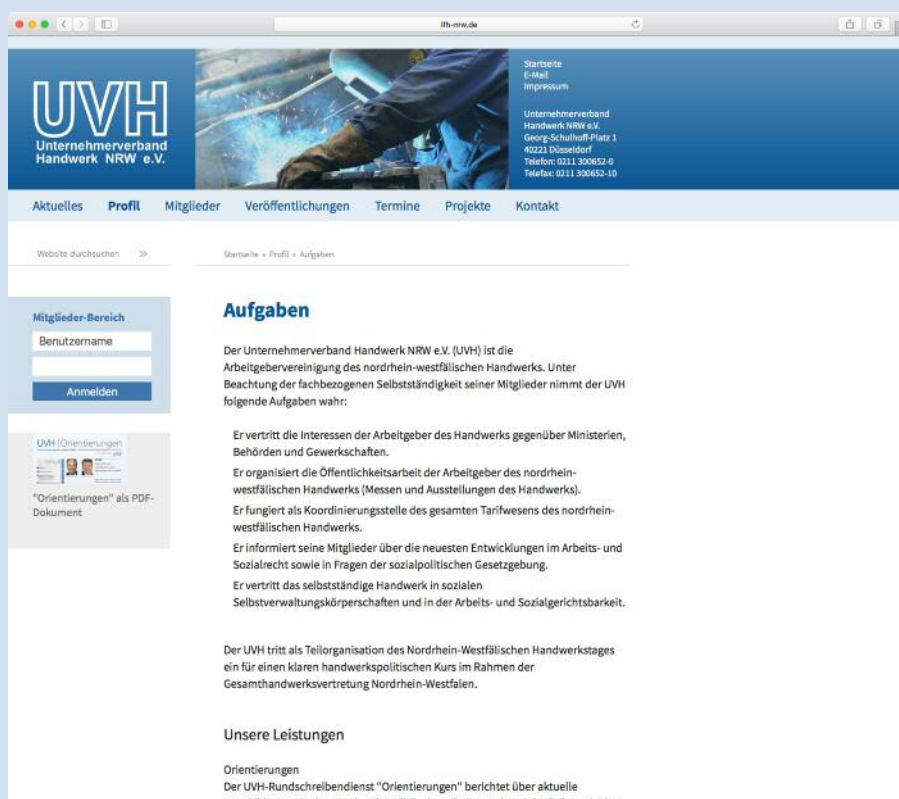 lfh-nrw.de
UVH
Unternehmerverband
Handwerk NRW e.V.
Startseite
E-Mail
Impressum
Unternehmerverband
Handwerk NRW e.V.
Georg-Schulhoff-Platz 1
40221 Düsseldorf
Telefon: 0211 300652-0
Telefax: 0211 300652-10
Aktuelles Profil Mitglieder Veröffentlichungen Termine Projekte Kontakt
Website durchsuchen »
Startseite » Profil » Aufgaben
Mitglieder-Bereich
Benutzername
Anmelden
UVH Orientierungen
"Orientierungen" als PDF-
Dokument
Aufgaben
Der Unternehmerverband Handwerk NRW e.V. (UVH) ist die
Arbeitgebervereinigung des nordrhein-westfälischen Handwerks. Unter
Beachtung der fachbezogenen Selbstständigkeit seiner Mitglieder nimmt der UVH
folgende Aufgaben wahr:
Er vertritt die Interessen der Arbeitgeber des Handwerks gegenüber Ministerien,
Behörden und Gewerkschaften.
Er organisiert die Öffentlichkeitsarbeit der Arbeitgeber des nordrhein-
westfälischen Handwerks (Messen und Ausstellungen des Handwerks).
Er fungiert als Koordinierungsstelle des gesamten Tarifwesens des nordrhein-
westfälischen Handwerks.
Er informiert seine Mitglieder über die neuesten Entwicklungen im Arbeits- und
Sozialrecht sowie in Fragen der sozialpolitischen Gesetzgebung.
Er vertritt das selbstständige Handwerk in sozialen
Selbstverwaltungskörperschaften und in der Arbeits- und Sozialgerichtsbarkeit.
Der UVH tritt als Teilorganisation des Nordrhein-Westfälischen Handwerkstages
ein für einen klaren handwerkspolitischen Kurs im Rahmen der
Gesamthandwerksvertretung Nordrhein-Westfalen.
Unsere Leistungen
Orientierungen
Der UVH-Rundschreibendienst "Orientierungen" berichtet über aktuelle